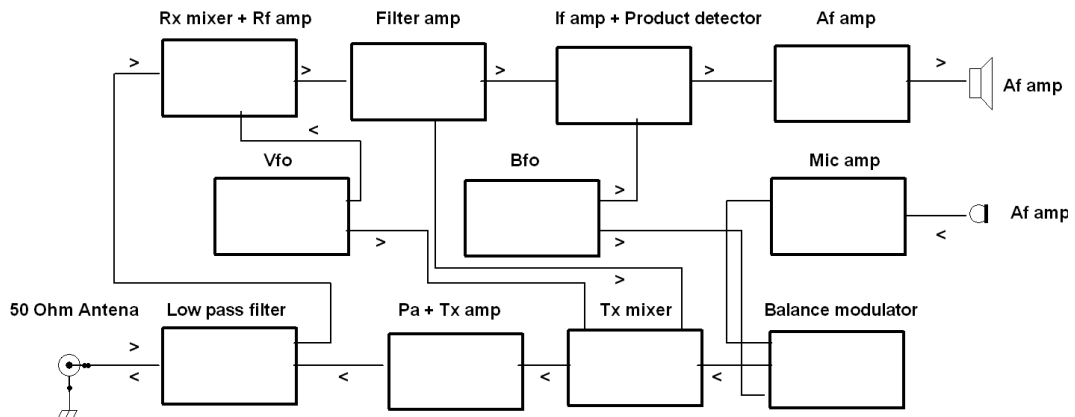 Rx mixer + Rf amp
Filter amp
If amp + Product detector
Af amp
Af amp
Vfo
Bfo
Mic amp
Af amp
50 Ohm Antena
Low pass filter
Pa + Tx amp
Tx mixer
Balance modulator